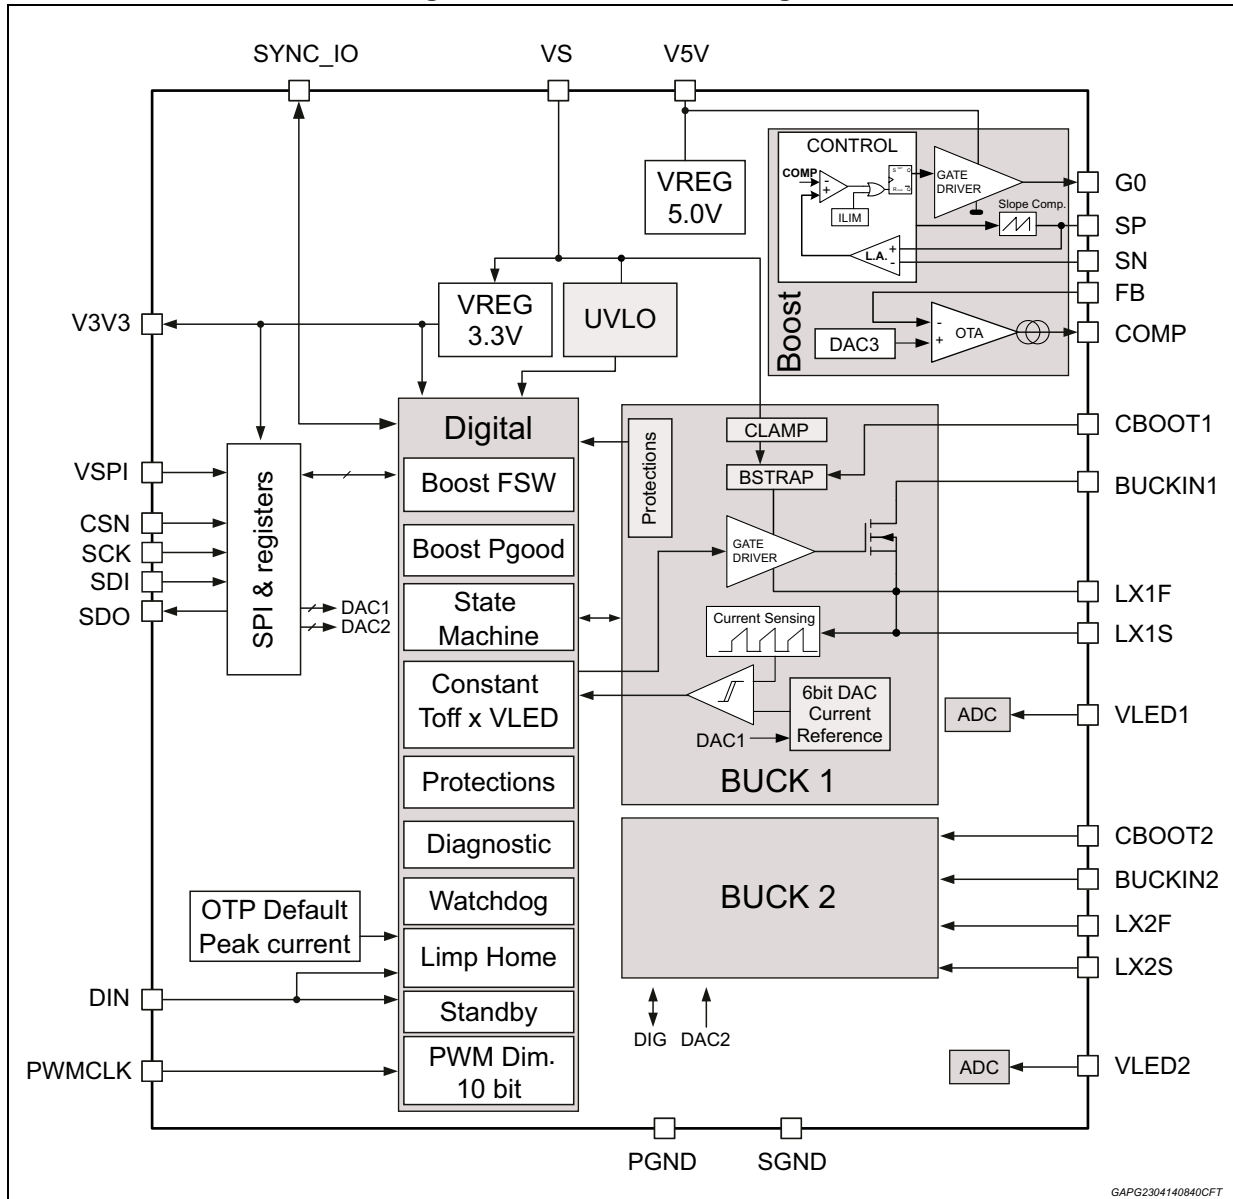 SYNC_IO
VS
V5V
CONTROL
COMP
- +
ILIM
S Q
R Q
GATE
DRIVER
G0
VREG
5.0V
Slope Comp.
SP
L.A.
+
-
SN
Boost
FB
V3V3
VREG
3.3V
UVLO
DAC3
-
+
OTA
COMP
Digital
CLAMP
CBOOT1
VSPI
CSN
SCK
SDI
SDO
SPI & registers
DAC1
DAC2
Boost FSW
Boost Pgood
State
Machine
Constant
Toff x VLED
Protections
Diagnostic
Watchdog
Limp Home
Standby
PWM Dim.
10 bit
Protections
BSTRAP
BUCKIN1
GATE
DRIVER
LX1F
Current Sensing
LX1S
6bit DAC
Current
Reference
DAC1
BUCK 1
ADC
VLED1
BUCK 2
CBOOT2
BUCKIN2
LX2F
LX2S
OTP Default
Peak current
DIN
DIG
DAC2
PWMCLK
ADC
VLED2
PGND
SGND
GAPG2304140840CFT